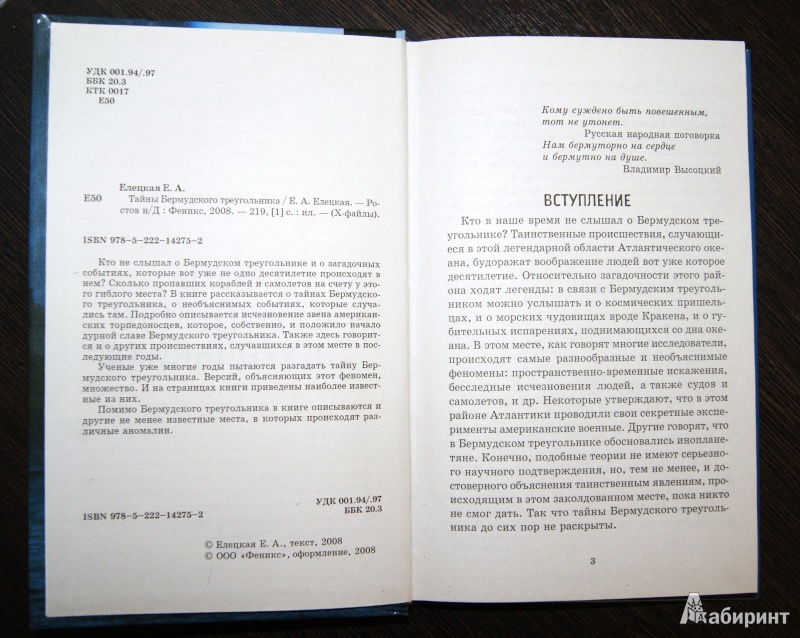 УДК 001.94/.97
ББК 20.3
КТК 0017
Е50
Елецкая Е. А.
Е50 Тайны Бермудского треугольника / Е. А. Елецкая. — Ро-
стов н/Д : Феникс, 2008. — 219, [1] с. : ил. — (Х-файлы).
ISBN 978-5-222-14275-2
Кто не слышал о Бермудском треугольнике и о загадочных
событиях, которые вот уже не одно десятилетие происходят в
нем? Сколько пропавших кораблей и самолетов на счету у этого
гиблого места? В книге рассказывается о тайнах Бермудско-
го треугольника, о необъяснимых событиях, которые случа-
лись там. Подробно описывается исчезновение звена американ-
ских торпедоносцев, которое, собственно, и положило начало
дурной славе Бермудского треугольника. Также здесь говорит-
ся и о других происшествиях, случавшихся в этом месте в по-
следующие годы.
Ученые уже многие годы пытаются разгадать тайну Бер-
мудского треугольника. Версий, объясняющих этот феномен,
множество. И на страницах книги приведены наиболее извест-
ные из них.
Помимо Бермудского треугольника в книге описываются и
другие не менее известные места, в которых происходят раз-
личные аномалии.
УДК 001.94/.97
ISBN 978-5-222-14275-2 ББК 20.3
© Елецкая Е. А., текст, 2008
© ООО «Феникс», оформление, 2008
Кому суждено быть повешенным,
тот не утонет.
Русская народная поговорка
Нам бермуторно на сердце
и бермутно на душе.
Владимир Высоцкий
ВСТУПЛЕНИЕ
Кто в наше время не слышал о Бермудском тре-
угольнике? Таинственные происшествия, случающи-
еся в этой легендарной области Атлантического океа-
на, будоражат воображение людей вот уже которое
десятилетие. Относительно загадочности этого рай-
она ходят легенды: в связи с Бермудским треуголь-
ником можно услышать и о космических пришель-
цах, и о морских чудовищах вроде Кракена, и о гу-
бительных испарениях, поднимающихся со дна оке-
ана. В этом месте, как говорят многие исследователи,
происходят самые разнообразные и необъяснимые
феномены: пространственно-временные искажения,
бесследные исчезновения людей, а также судов и
самолетов, и др. Некоторые утверждают, что в этом
районе Атлантики проводили свои секретные экспе-
рименты американские военные. Другие говорят, что
в Бермудском треугольнике обосновались инопланe-
тяне. Конечно, подобные теории не имеют серьезно-
го научного подтверждения, но, тем не менее, и до-
стоверного объяснения таинственным явлениям, про-
исходящим в этом заколдованном месте, пока никто
не смог дать. Так что тайны Бермудского треуголь-
ника до сих пор не раскрыты.
3
Лабиринт